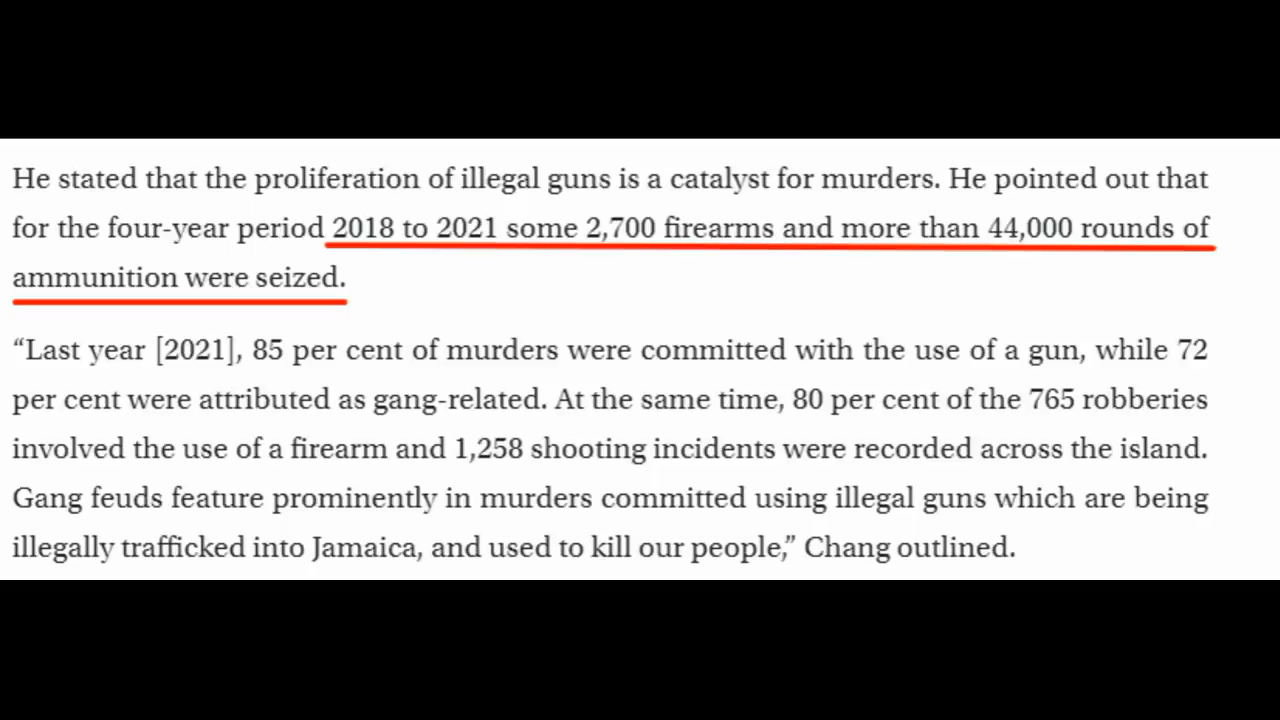 He stated that the proliferation of illegal guns is a catalyst for murders. He pointed out that
for the four-year period 2018 to 2021 some 2,700 firearms and more than 44,000 rounds of
ammunition were seized.
“Last year [2021], 85 per cent of murders were committed with the use of a gun, while 72
per cent were attributed as gang-related. At the same time, 80 per cent of the 765 robberies
involved the use of a firearm and 1,258 shooting incidents were recorded across the island.
Gang feuds feature prominently in murders committed using illegal guns which are being
illegally trafficked into Jamaica, and used to kill our people,” Chang outlined.